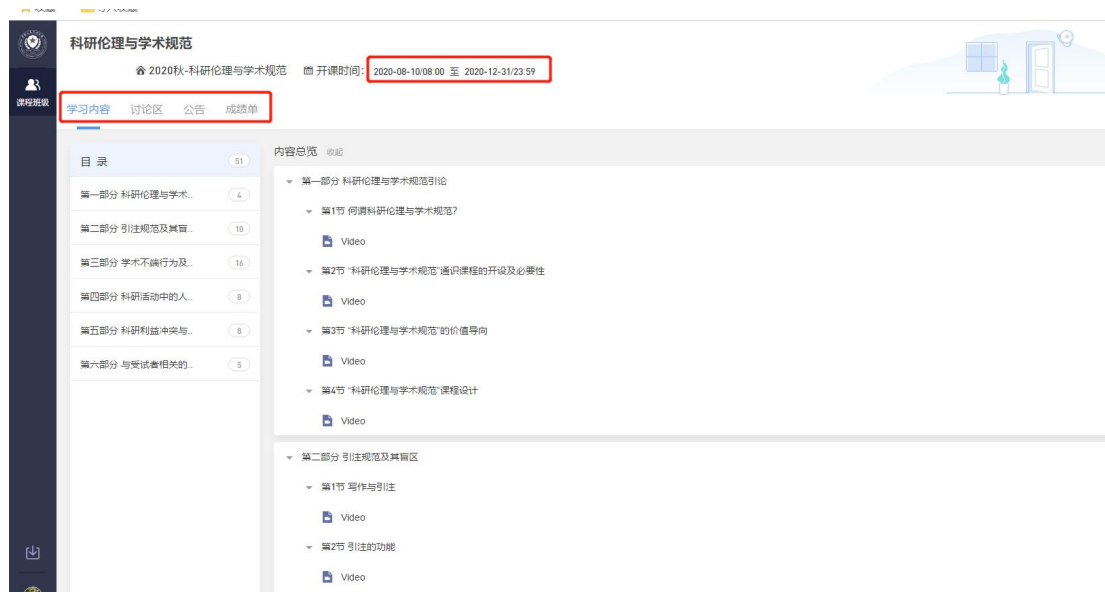 科研伦理与学术规范
2020秋-科研伦理与学术规范 开课时间： 2020-08-10/08:00 至 2020-12-31/23:59
课程班级
学习内容 讨论区 公告 成绩单
目 录 51
第一部分 科研伦理与学术.. 4
第二部分 引注规范及其盲.. 10
第三部分 学术不端行为及.. 16
第四部分 科研活动中的人.. 8
第五部分 科研利益冲突与.. 8
第六部分 与受试者相关的.. 5
内容总览 收起
第一部分 科研伦理与学术规范引论
第1节 何谓科研伦理与学术规范?
Video
第2节 “科研伦理与学术规范”通识课程的开设及必要性
Video
第3节 “科研伦理与学术规范”的价值导向
Video
第4节 “科研伦理与学术规范”课程设计
Video
第二部分 引注规范及其盲区
第1节 写作与引注
Video
第2节 引注的功能
Video